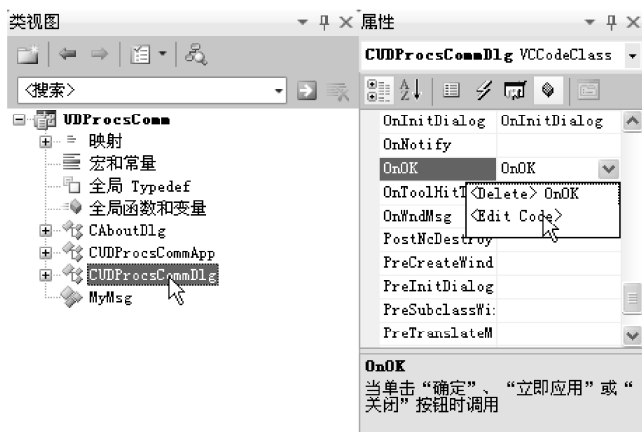 类视图
<搜索>
UDProcsComm
映射
宏和常量
全局 Typedef
全局函数和变量
CAboutDlg
CUDProcsCommApp
CUDProcsCommDlg
MyMsg
属性
CUDProcsCommDlg VCCodeClass
OnInitDialog OnInitDialog
OnNotify
OnOK OnOK
OnToolHitT
<Delete> OnOK
OnWndMsg
<Edit Code>
PostNcDestroy
PreCreateWind
PreInitDialog
PreSubclassWi
PreTranslateM
OnOK
当单击“确定”、“立即应用”或“
关闭”按钮时调用